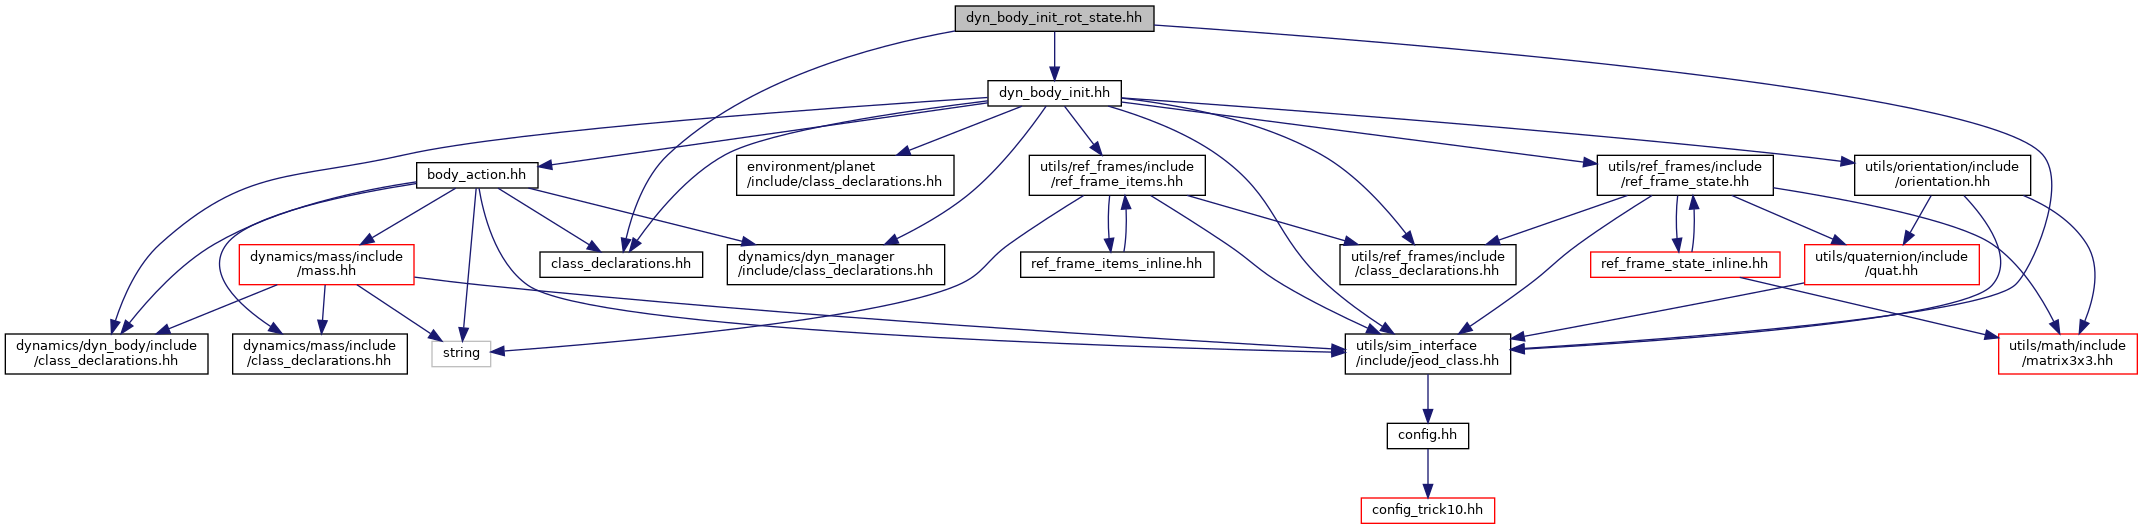 dyn_body_init_rot_state.hh
dyn_body_init.hh
body_action.hh
environment/planet
/include/class_declarations.hh
utils/ref_frames/include
/ref_frame_items.hh
utils/ref_frames/include
/ref_frame_state.hh
utils/orientation/include
/orientation.hh
dynamics/mass/include
/mass.hh
class_declarations.hh
dynamics/dyn_manager
/include/class_declarations.hh
ref_frame_items_inline.hh
utils/ref_frames/include
/class_declarations.hh
ref_frame_state_inline.hh
utils/quaternion/include
/quat.hh
dynamics/dyn_body/include
/class_declarations.hh
dynamics/mass/include
/class_declarations.hh
string
utils/sim_interface
/include/jeod_class.hh
utils/math/include
/matrix3x3.hh
config.hh
config_trick10.hh